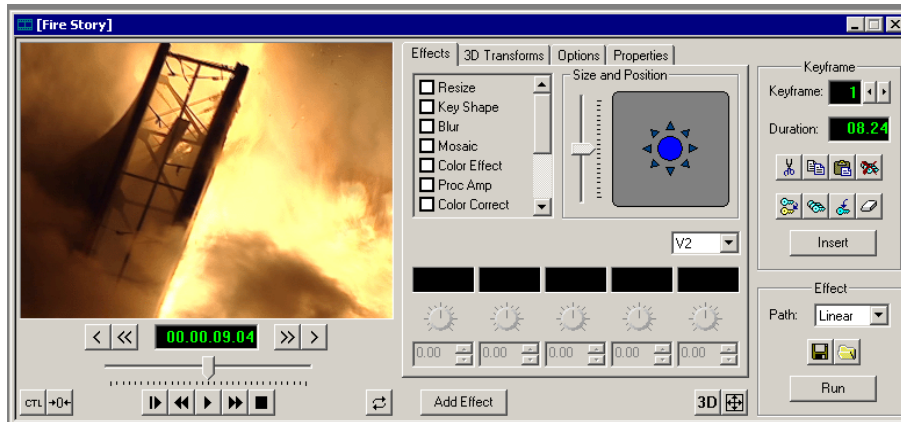 [Fire Story]
Effects
3D Transforms
Options
Properties
Resize
Key Shape
Blur
Mosaic
Color Effect
Proc Amp
Color Correct
Size and Position
V2
0.00
0.00
0.00
0.00
0.00
Keyframe
Keyframe: 1
Duration: 08.24
Insert
Effect
Path: Linear
Run
< << 00.00.09.04 >> >
CTL →0←
Add Effect
3D